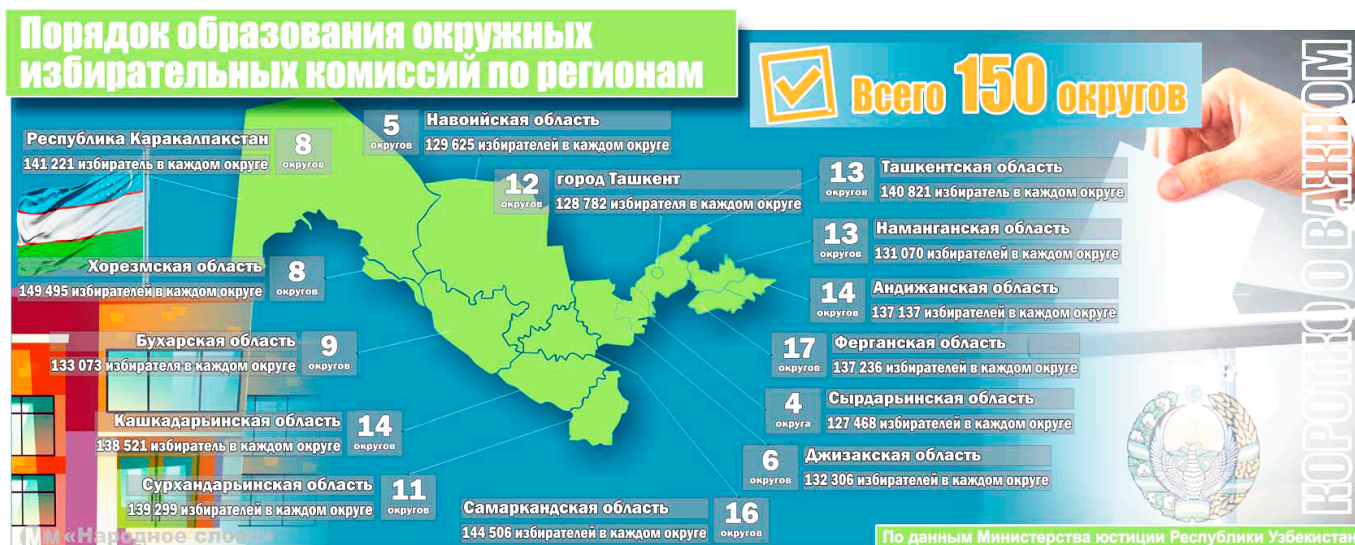 Порядок образования окружных
избирательных комиссий по регионам
Всего 150 округов
КОРОТКО О ВАЖНОМ
Республика Каракалпакстан
141 221 избиратель в каждом округе
8
округов
5
округов
Навоийская область
129 625 избирателей в каждом округе
12
округов
город Ташкент
128 782 избирателя в каждом округе
13
округов
Ташкентская область
140 821 избиратель в каждом округе
13
округов
Наманганская область
131 070 избирателей в каждом округе
Хорезмская область
149 495 избирателей в каждом округе
8
округов
14
округов
Андижанская область
137 137 избирателей в каждом округе
Бухарская область
133 073 избирателя в каждом округе
9
округов
17
округов
Ферганская область
137 236 избирателей в каждом округе
4
округа
Сырдарьинская область
127 468 избирателей в каждом округе
Кашкадарьинская область
138 521 избиратель в каждом округе
14
округов
6
округов
Джизакская область
132 306 избирателей в каждом округе
Сурхандарьинская область
139 299 избирателей в каждом округе
11
округов
Самаркандская область
144 506 избирателей в каждом округе
16
округов
«Народное слово»
По данным Министерства юстиции Республики Узбекистан